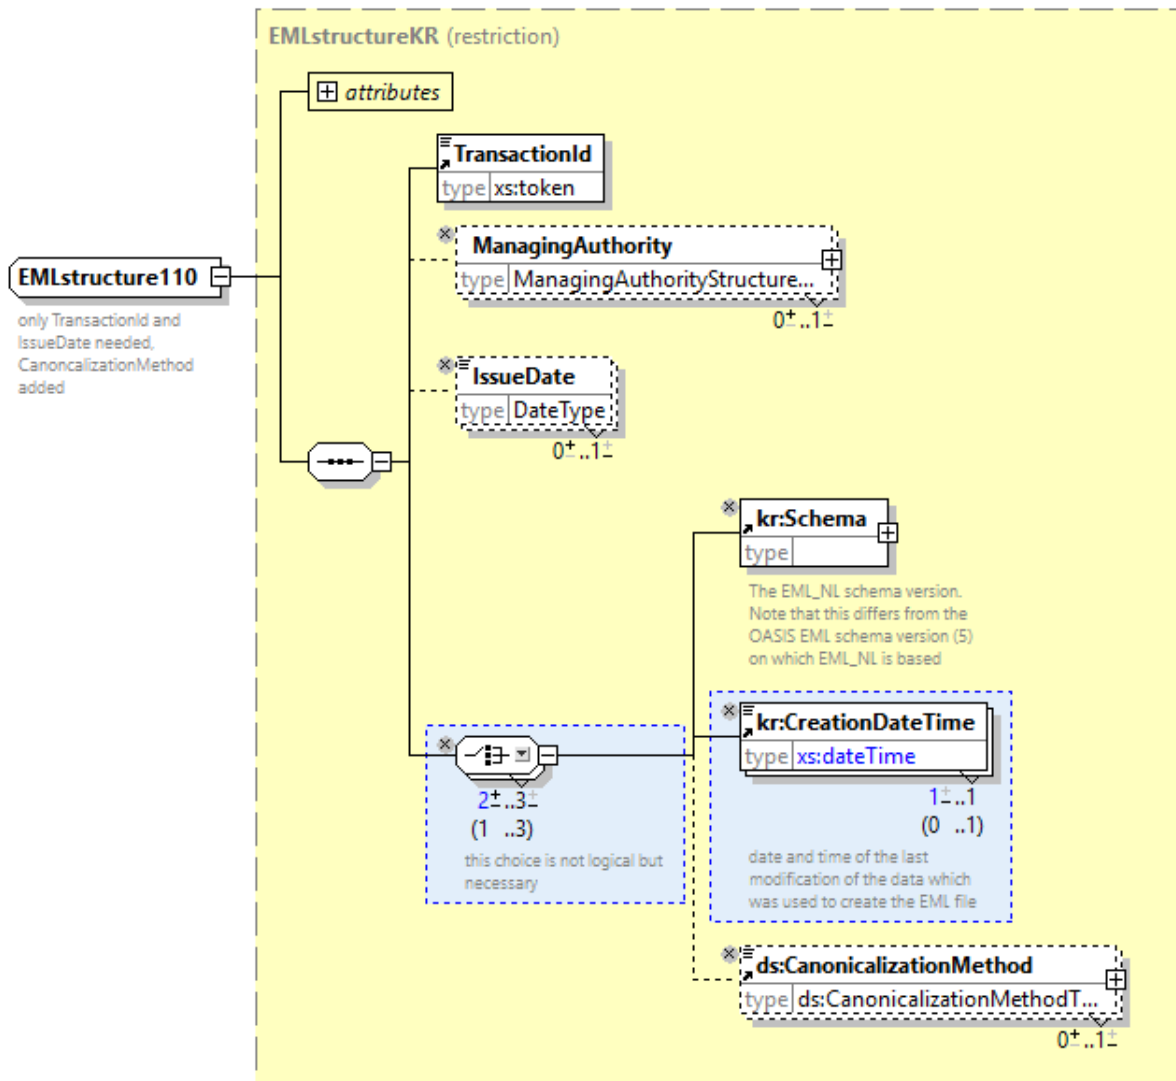 EMLstructureKR (restriction)
attributes
TransactionId
type xs:token
ManagingAuthority
type ManagingAuthorityStructure...
0±..1±
EMLstructure110
only TransactionId and
IssueDate needed,
CanoncalizationMethod
added
IssueDate
type DateType
0±..1±
kr:Schema
type
The EML_NL schema version.
Note that this differs from the
OASIS EML schema version (5)
on which EML_NL is based
kr:CreationDateTime
type xs:dateTime
1±..1
(0 ..1)
date and time of the last
modification of the data which
was used to create the EML file
2±..3±
(1 ..3)
this choice is not logical but
necessary
ds:CanonicalizationMethod
type ds:CanonicalizationMethodT...
0±..1±